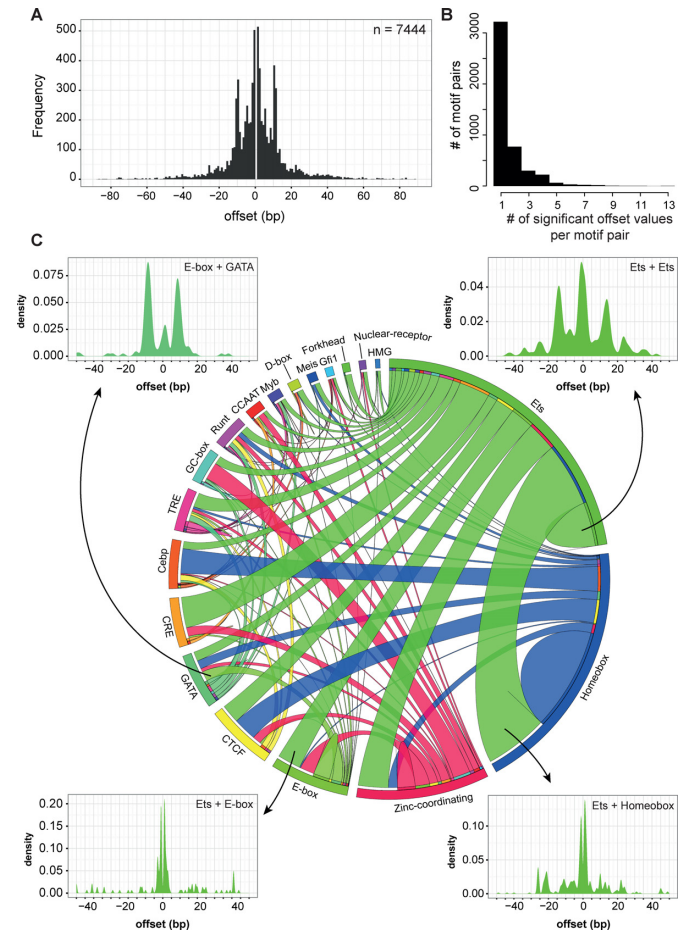 A
n = 7444
500
400
300
200
100
0
Frequency
−80 −60 −40 −20 0 20 40 60 80
offset (bp)
B
3000
1000
0
# of motif pairs
1 3 5 7 9 11 13
# of significant offset values
per motif pair
C
E-box + GATA
0.075
0.050
0.025
0.000
density
−40 −20 0 20 40
offset (bp)
Ets + Ets
0.04
0.02
0.00
density
−40 −20 0 20 40
offset (bp)
Nuclear-receptor
Forkhead
HMG
D-box
Meis
Gfi1
Myb
CCAAT
Runt
GC-box
TRE
Cebp
CRE
GATA
CTCF
E-box
Zinc-coordinating
Homeobox
Ets
Ets + E-box
0.20
0.15
0.10
0.05
0.00
density
−40 −20 0 20 40
offset (bp)
Ets + Homeobox
0.10
0.05
0.00
density
−40 −20 0 20 40
offset (bp)